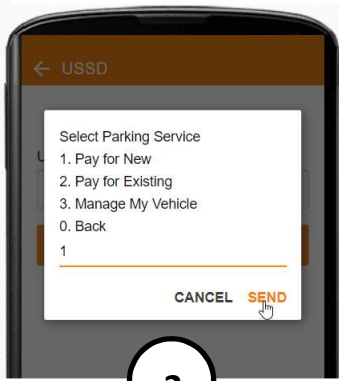 ← USSD
Select Parking Service
1. Pay for New
2. Pay for Existing
3. Manage My Vehicle
0. Back
1
CANCEL SEND